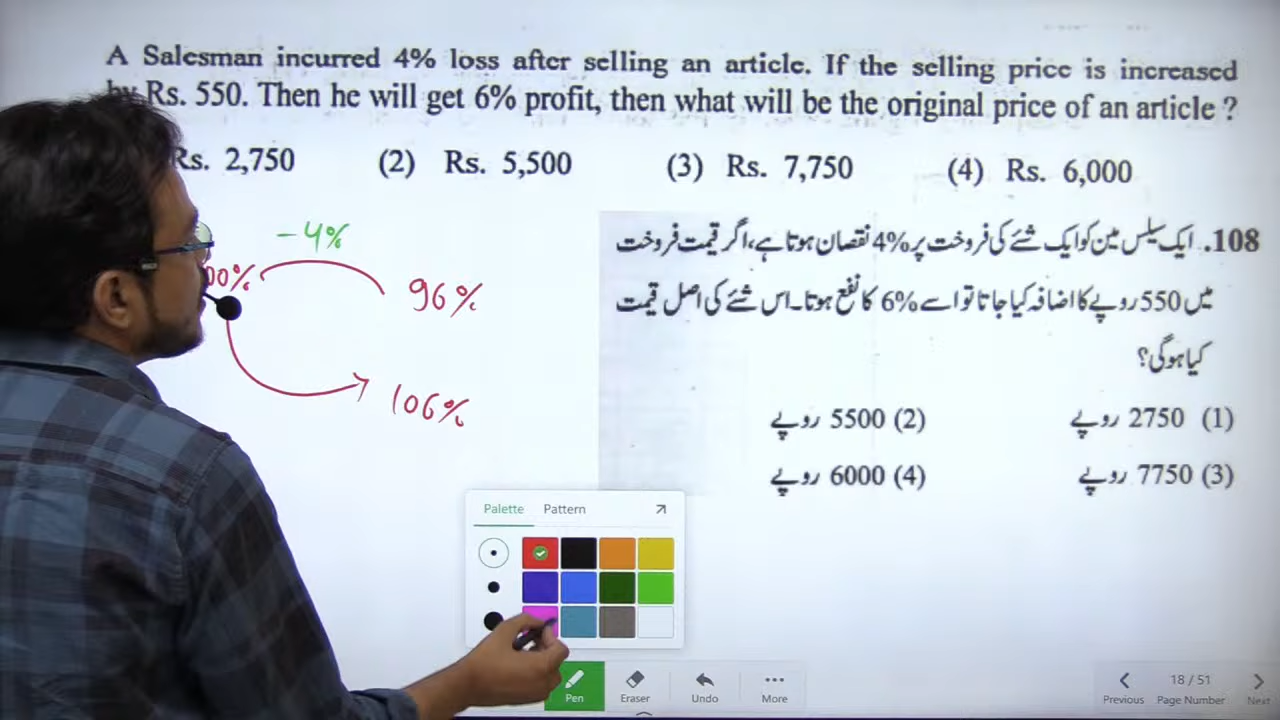 A Salesman incurred 4% loss after selling an article. If the selling price is increased
by Rs. 550. Then he will get 6% profit, then what will be the original price of an article ?
Rs. 2,750 (2) Rs. 5,500 (3) Rs. 7,750 (4) Rs. 6,000
108. ایک سیلس مین کو ایک شئے کی فروخت پر %4 نقصان ہوتا ہے، اگر قیمت فروخت
میں 550 روپے کا اضافہ کیا جاتا تو اسے %6 کا نفع ہوتا۔ اس شئے کی اصل قیمت
کیا ہوگی؟
(1) 2750 روپے (2) 5500 روپے
(3) 7750 روپے (4) 6000 روپے
-4%
00% 96%
106%
Palette Pattern
Pen Eraser Undo More
18 / 51
Previous Page Number Next